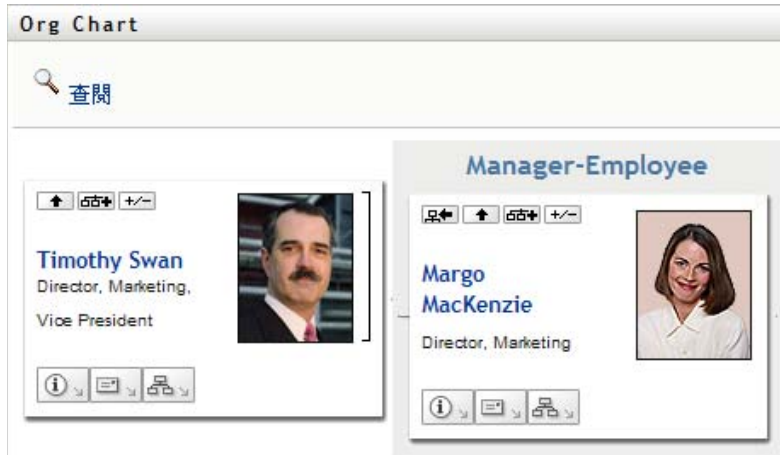 Org Chart
查閱
Manager-Employee
+/-
Timothy Swan
Director, Marketing,
Vice President
+/-
Margo
MacKenzie
Director, Marketing